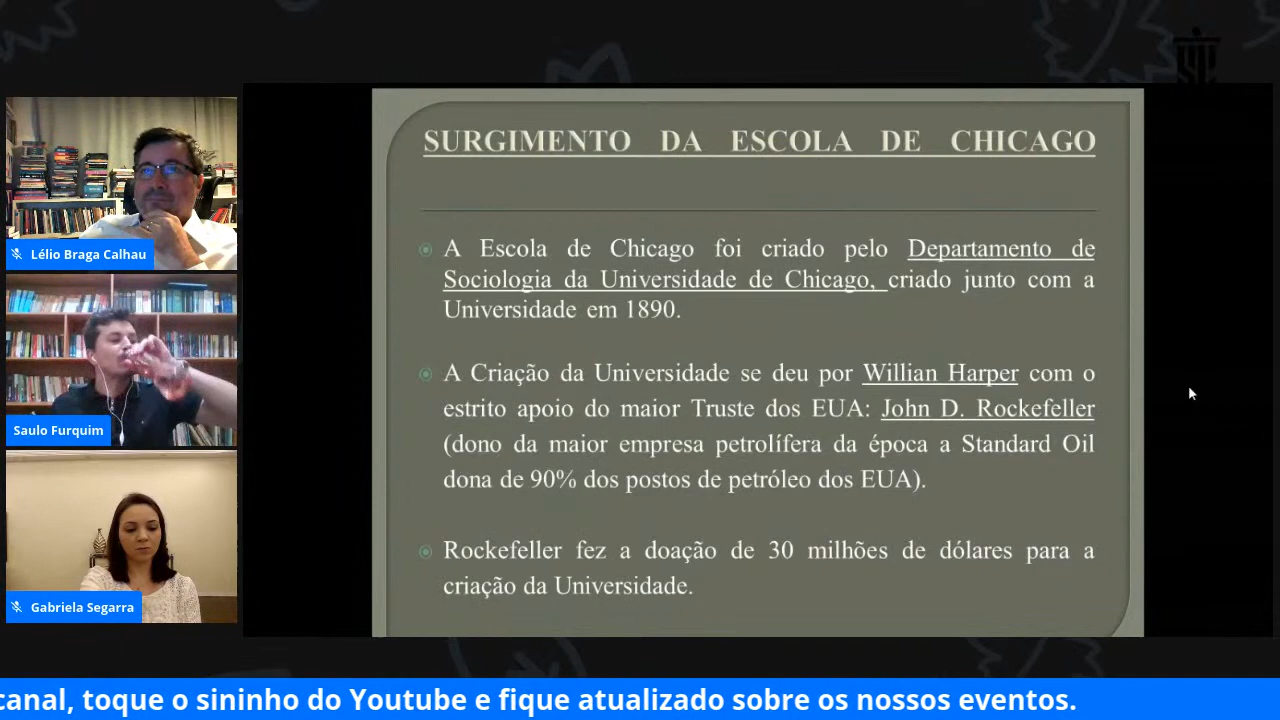 SURGIMENTO DA ESCOLA DE CHICAGO
A Escola de Chicago foi criado pelo Departamento de
Sociologia da Universidade de Chicago, criado junto com a
Universidade em 1890.
A Criação da Universidade se deu por Willian Harper com o
estrito apoio do maior Truste dos EUA: John D. Rockefeller
(dono da maior empresa petrolífera da época a Standard Oil
dona de 90% dos postos de petróleo dos EUA).
Rockefeller fez a doação de 30 milhões de dólares para a
criação da Universidade.
Lélio Braga Calhau
Saulo Furquim
Gabriela Segarra
canal, toque o sininho do Youtube e fique atualizado sobre os nossos eventos.